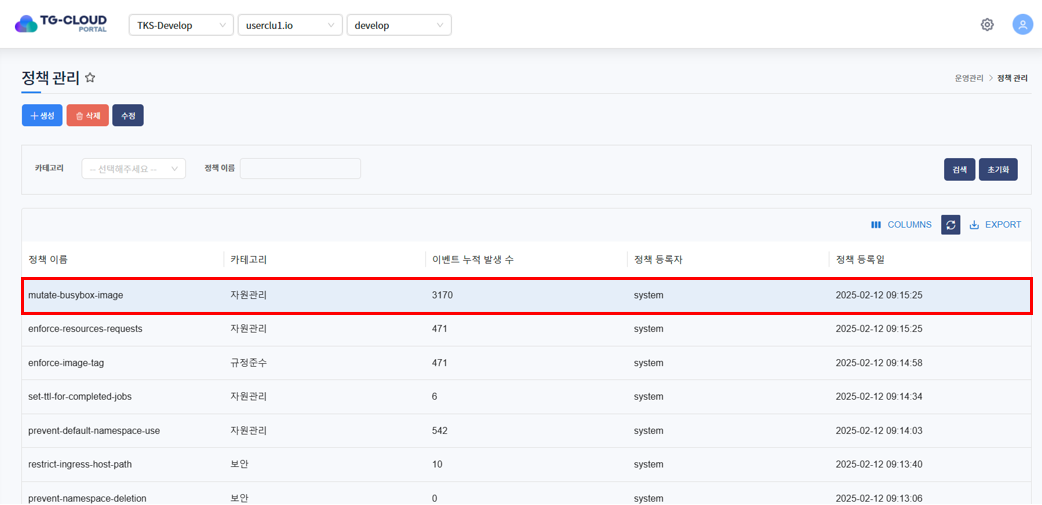 TG-CLOUD
PORTAL
TKS-Develop
userclu1.io
develop
정책 관리
운영관리 > 정책 관리
생성
삭제
수정
카테고리
-- 선택해주세요 --
정책 이름
검색
초기화
COLUMNS
EXPORT
정책 이름 카테고리 이벤트 누적 발생 수 정책 등록자 정책 등록일
mutate-busybox-image 자원관리 3170 system 2025-02-12 09:15:25
enforce-resources-requests 자원관리 471 system 2025-02-12 09:15:25
enforce-image-tag 규정준수 471 system 2025-02-12 09:14:58
set-ttl-for-completed-jobs 자원관리 6 system 2025-02-12 09:14:34
prevent-default-namespace-use 자원관리 542 system 2025-02-12 09:14:03
restrict-ingress-host-path 보안 10 system 2025-02-12 09:13:40
prevent-namespace-deletion 보안 0 system 2025-02-12 09:13:06